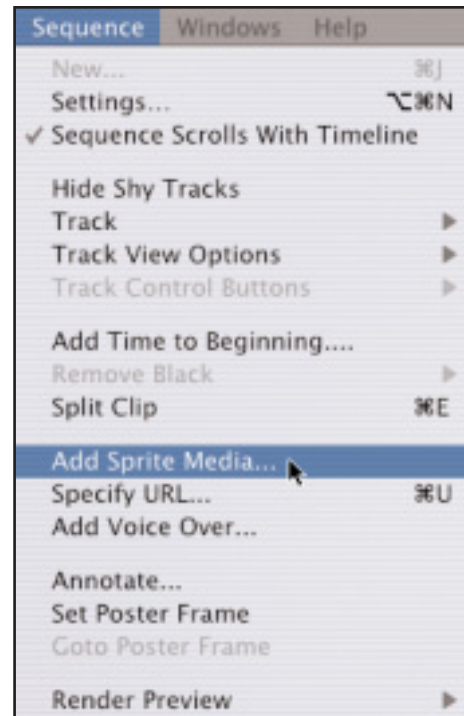 Sequence Windows Help
New... ⌘J
Settings... ⌥⌘N
✓ Sequence Scrolls With Timeline
Hide Shy Tracks
Track ▶
Track View Options ▶
Track Control Buttons ▶
Add Time to Beginning....
Remove Black ▶
Split Clip ⌘E
Add Sprite Media...
Specify URL... ⌘U
Add Voice Over...
Annotate...
Set Poster Frame
Goto Poster Frame
Render Preview ▶